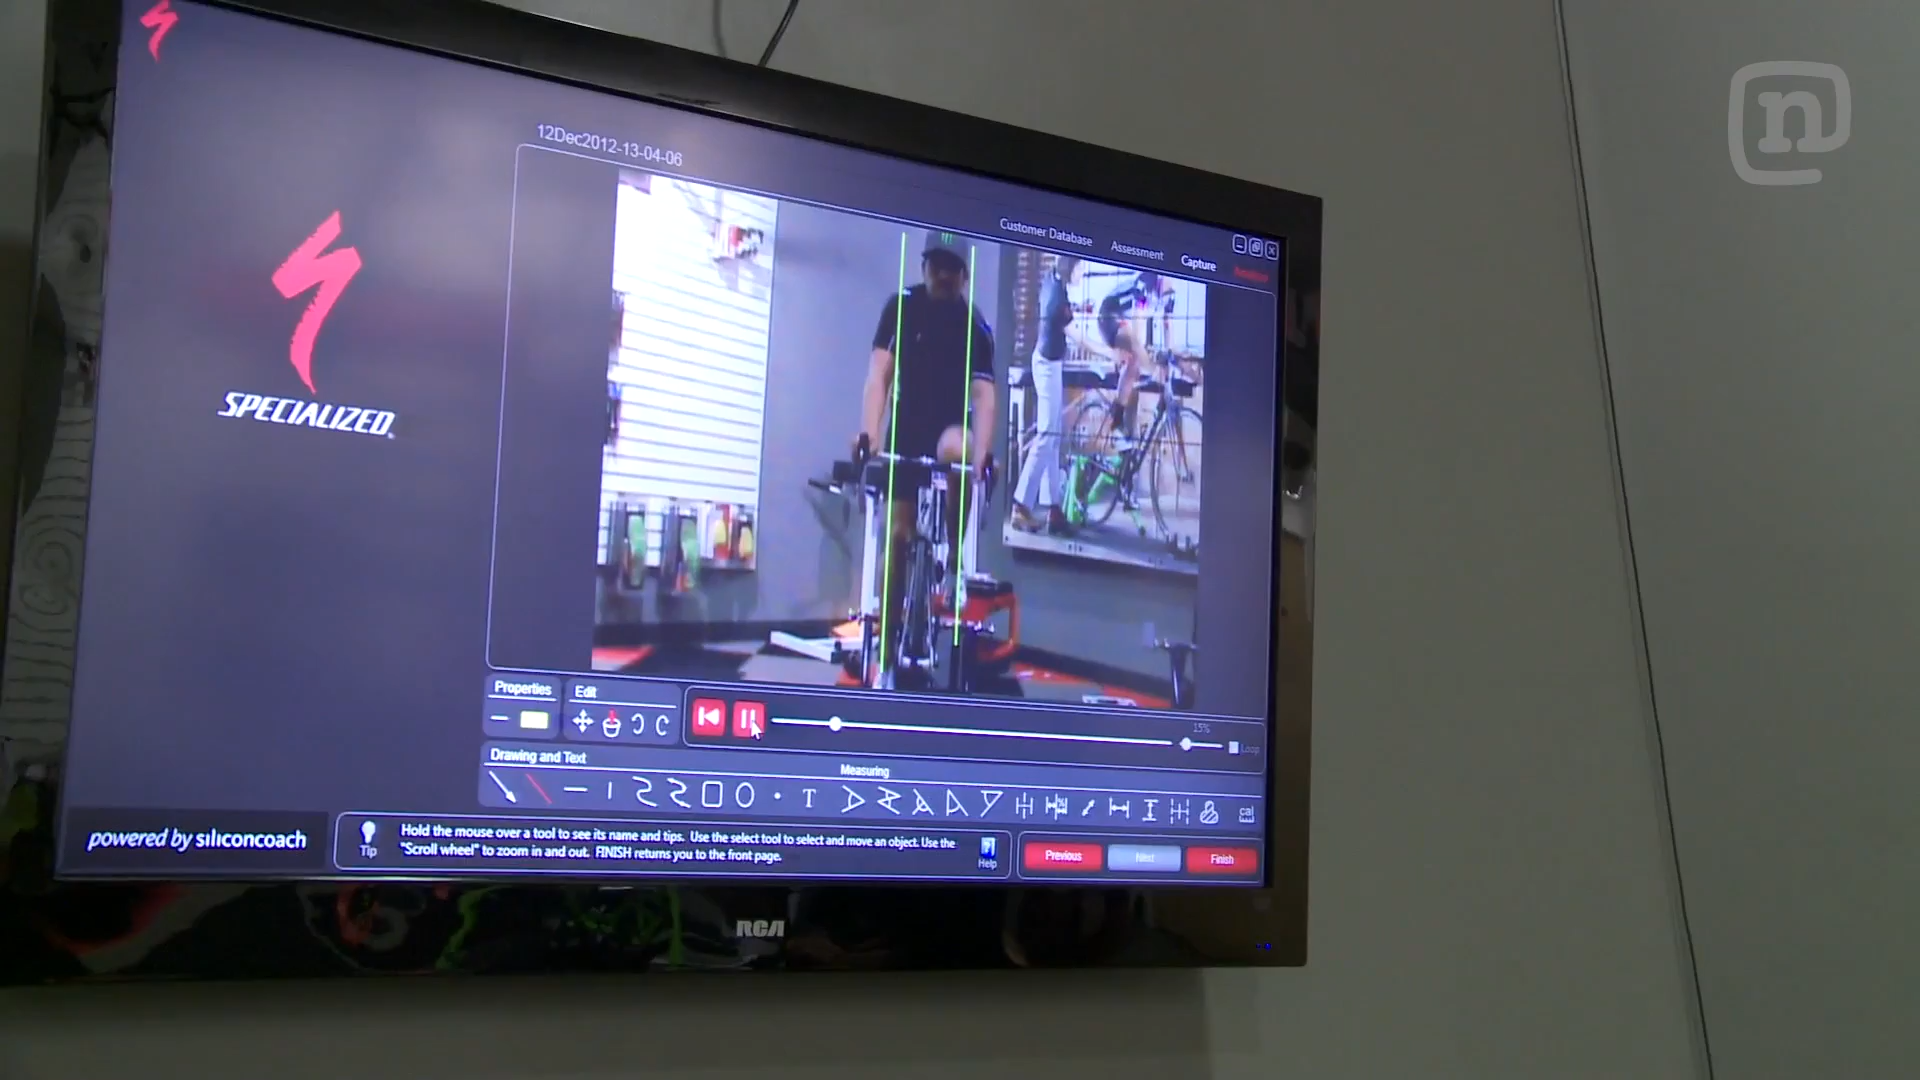 12Dec2012-13-04-06
Customer Database
Assessment
Capture
n
SPECIALIZED
Properties
Edit
15%
Loop
Drawing and Text
Measuring
T
cal
powered by siliconcoach
Tip
Hold the mouse over a tool to see its name and tips. Use the select tool to select and move an object. Use the
"Scroll wheel" to zoom in and out. FINISH returns you to the front page.
Help
Previous
Next
Finish
RCA